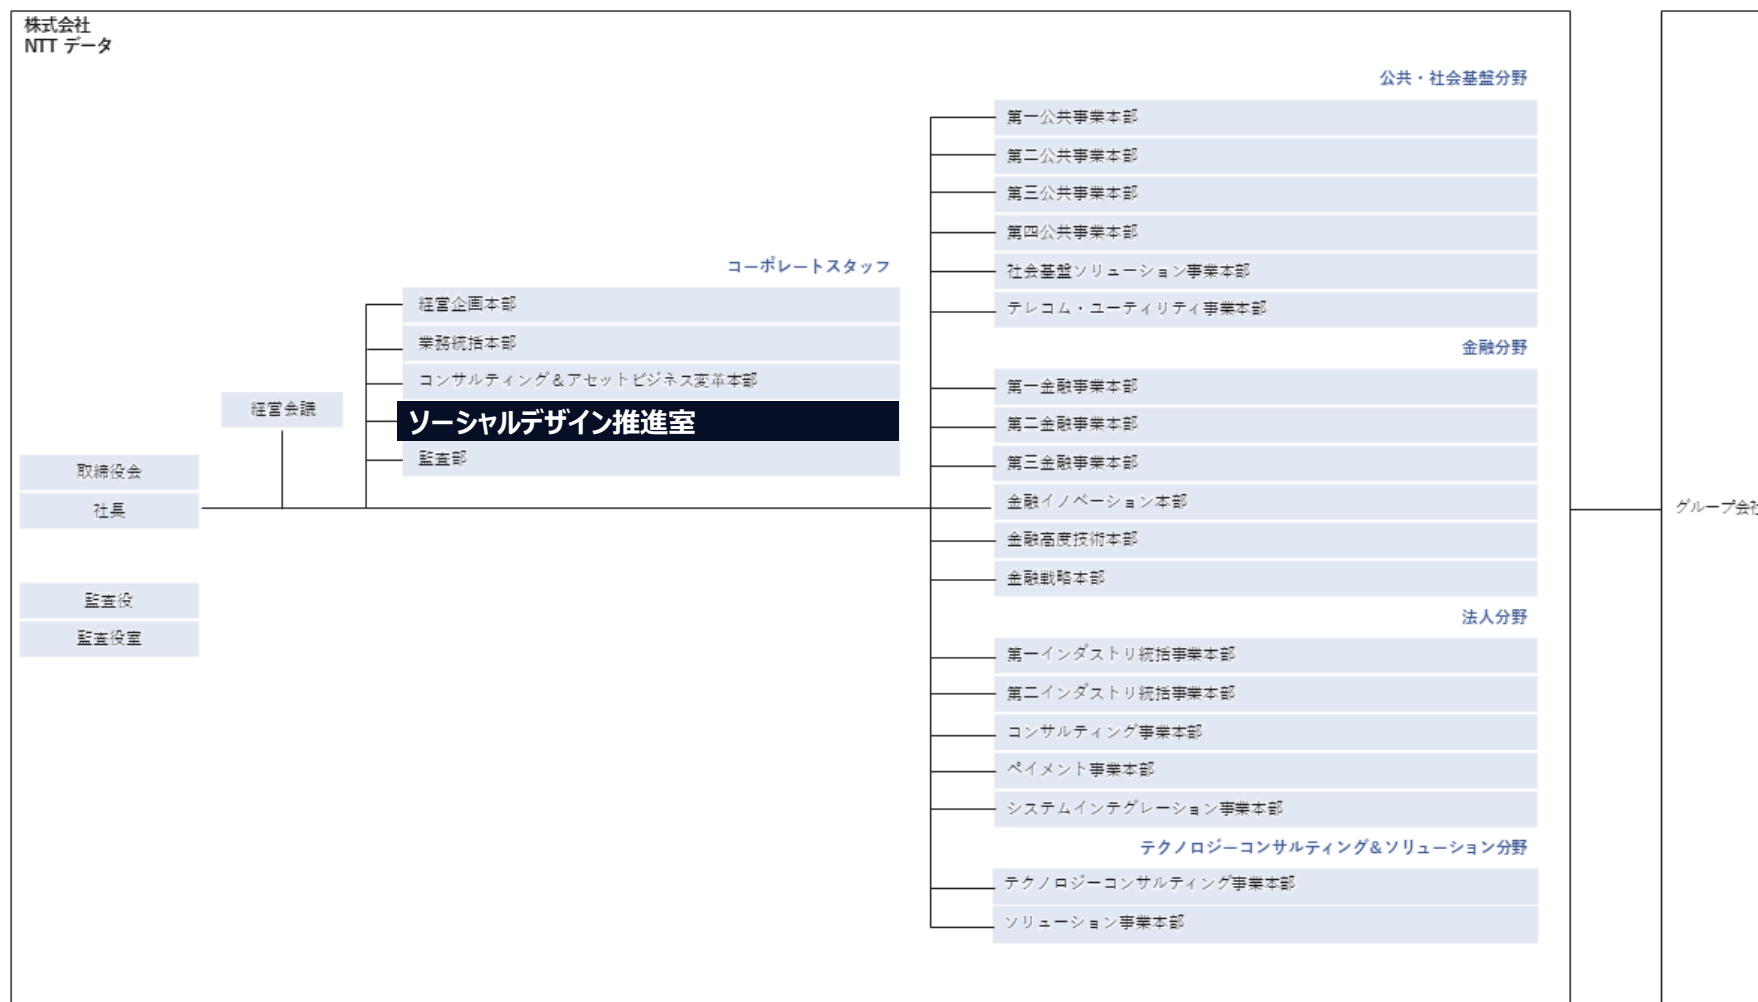 株式会社
NTT データ
取締役会
社長
監査役
監査役室
経営会議
コーポレートスタッフ
経営企画本部
業務統括本部
コンサルティング＆アセットビジネス変革本部
ソーシャルデザイン推進室
監査部
公共・社会基盤分野
第一公共事業本部
第二公共事業本部
第三公共事業本部
第四公共事業本部
社会基盤ソリューション事業本部
テレコム・ユーティリティ事業本部
金融分野
第一金融事業本部
第二金融事業本部
第三金融事業本部
金融イノベーション本部
金融高度技術本部
金融戦略本部
法人分野
第一インダストリ統括事業本部
第二インダストリ統括事業本部
コンサルティング事業本部
ペイメント事業本部
システムインテグレーション事業本部
テクノロジーコンサルティング&ソリューション分野
テクノロジーコンサルティング事業本部
ソリューション事業本部
グループ会社